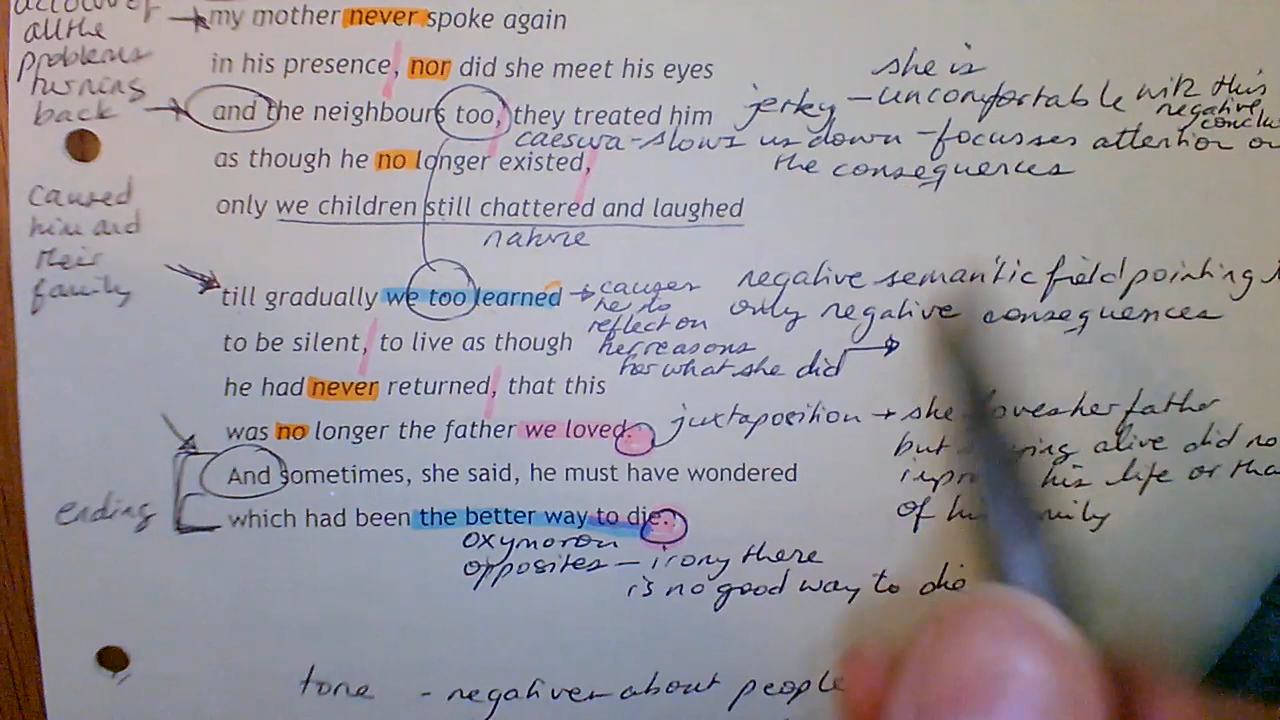 all the
problems
turning
back
caused
him and
their
family
ending
my mother never spoke again
in his presence, nor did she meet his eyes
and the neighbours too, they treated him
as though he no longer existed,
only we children still chattered and laughed
nature
till gradually we too learned
to be silent, to live as though
he had never returned, that this
was no longer the father we loved.
And sometimes, she said, he must have wondered
which had been the better way to die.
she is
jerky - uncomfortable with this
negative
caesura - slows us down - focusses attention on
the consequences
causes
he to
reflect on
her reasons
for what she did
negative semantic field pointing
only negative consequences
juxtaposition → she loves her father
but alive did
his life or
of
oxymoron
opposites - irony there
is no good way to die
tone - negative about people